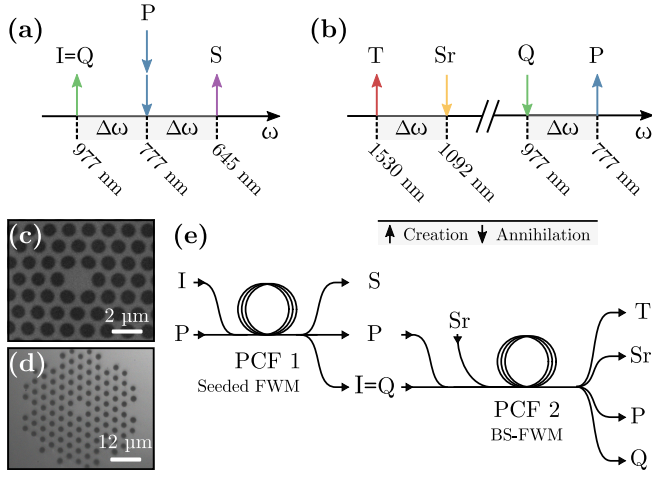 (a)
P
I=Q
S
Δω
Δω
ω
977 nm
777 nm
645 nm
(b)
T
Sr
Q
P
Δω
Δω
ω
1530 nm
1092 nm
977 nm
777 nm
Creation
Annihilation
(c)
2 µm
(d)
12 µm
(e)
I
S
P
P
PCF 1
Seeded FWM
I=Q
Sr
PCF 2
BS-FWM
T
Sr
P
Q